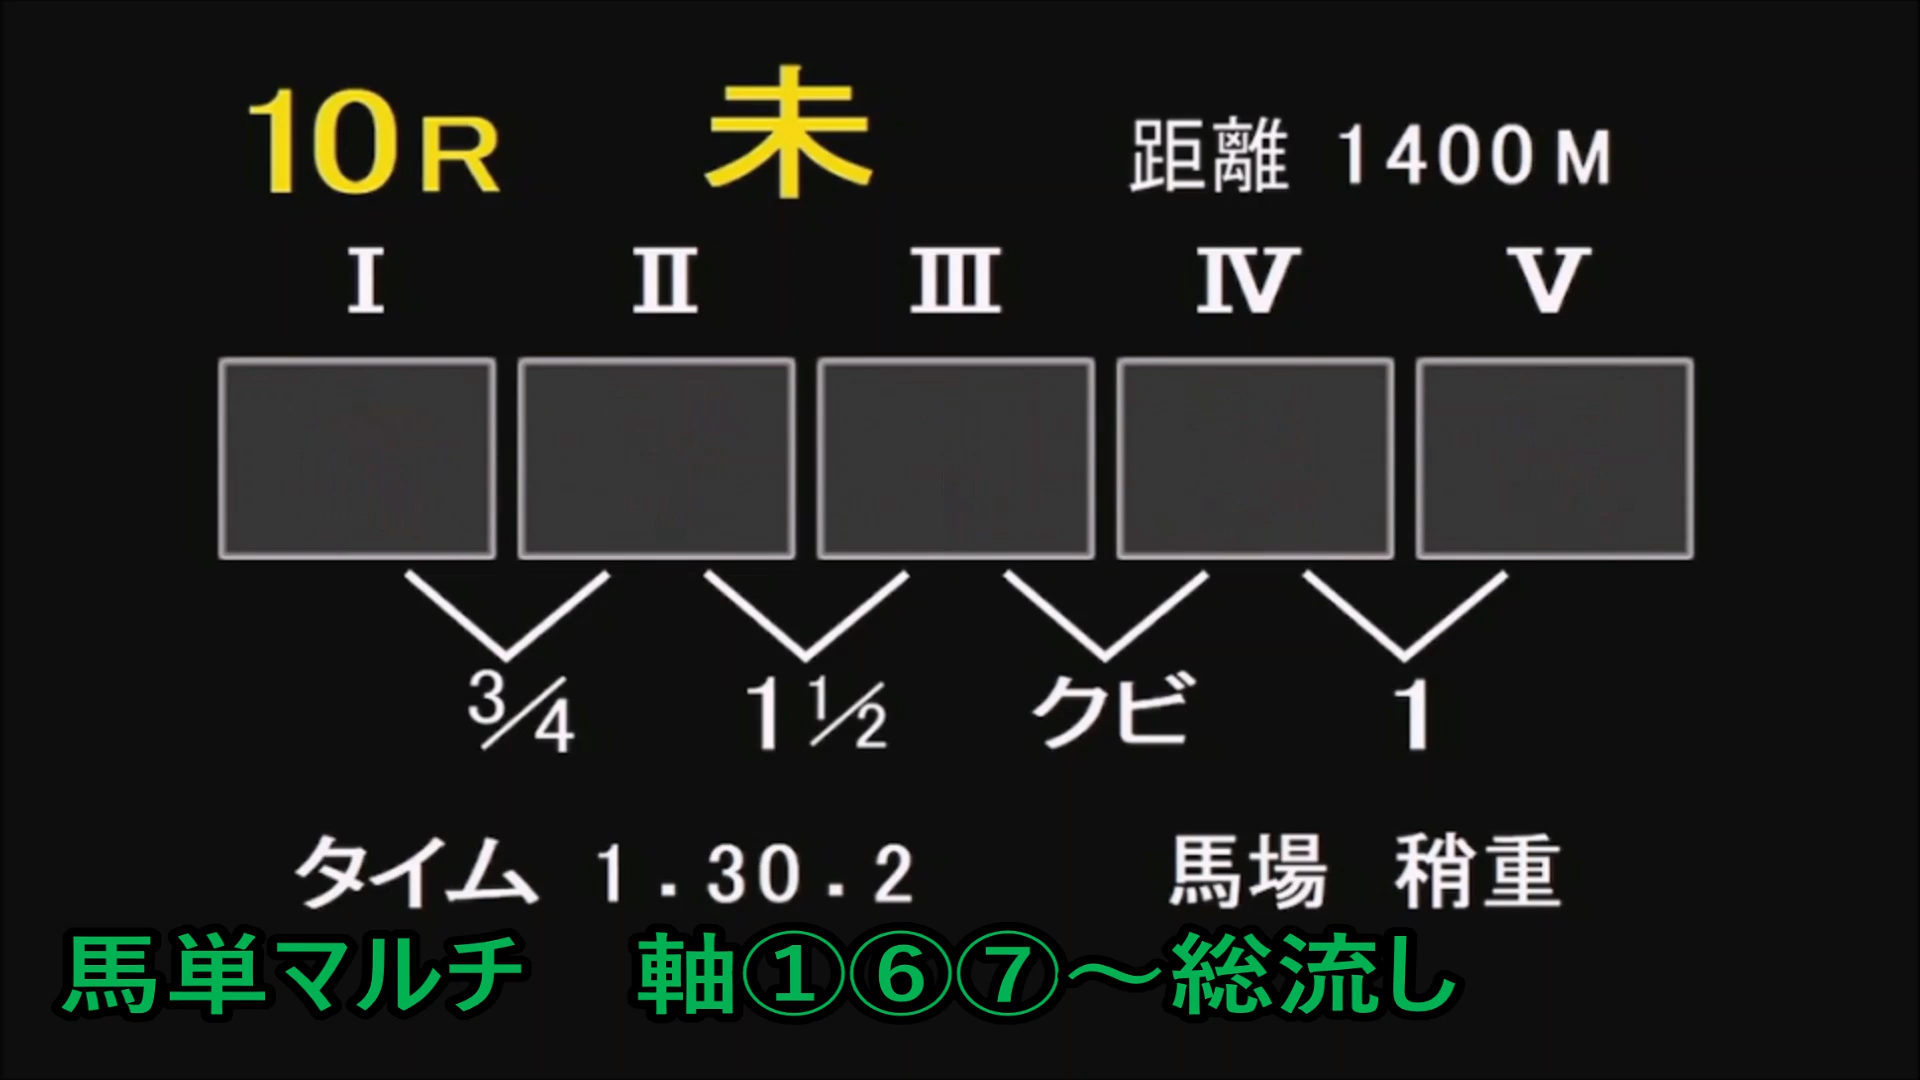 10R 未 距離 1400M
Ⅰ Ⅱ Ⅲ Ⅳ Ⅴ
3/4 1 1/2 クビ 1
タイム 1.30.2 馬場 稍重
馬単マルチ 軸①⑥⑦～総流し